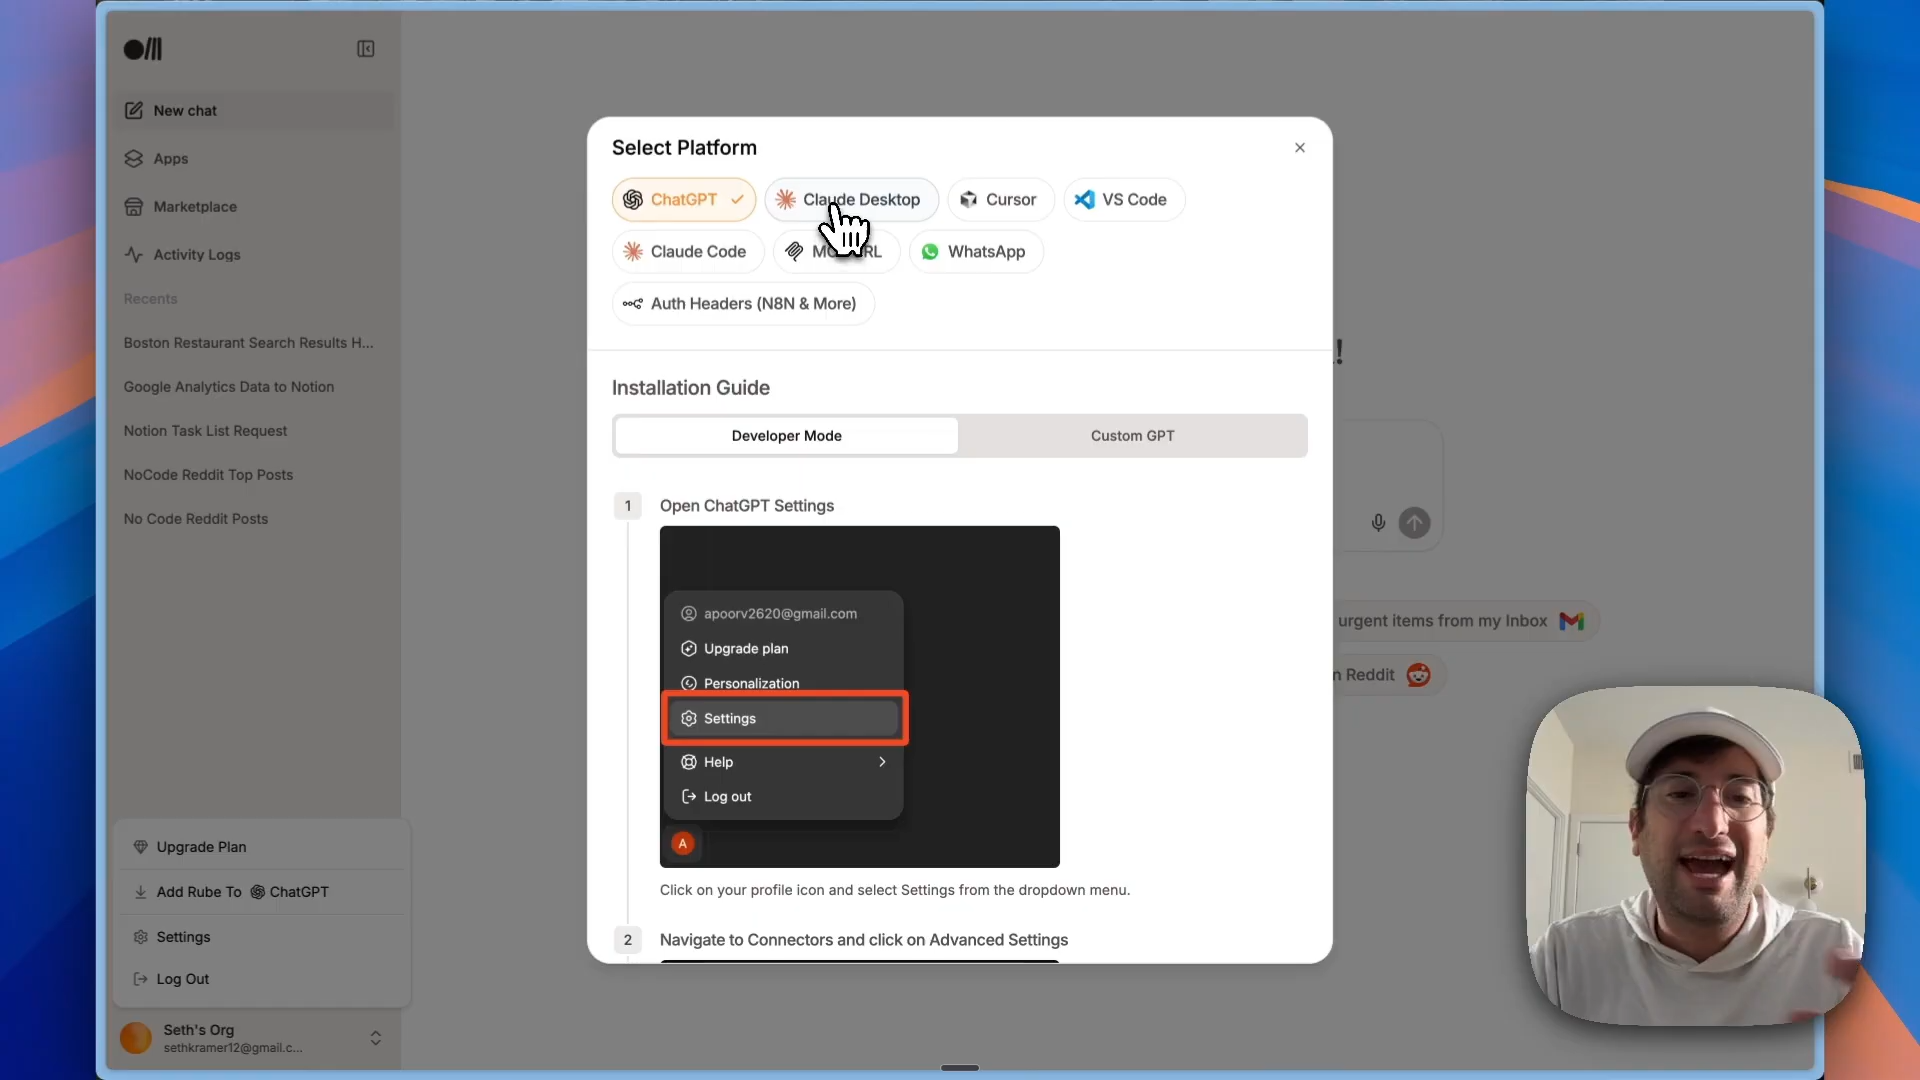 New chat
Apps
Marketplace
Activity Logs
Recents
Boston Restaurant Search Results H...
Google Analytics Data to Notion
Notion Task List Request
NoCode Reddit Top Posts
No Code Reddit Posts
Upgrade Plan
Add Rube To ChatGPT
Settings
Log Out
Seth's Org
sethkramer12@gmail.c...
Select Platform
ChatGPT Claude Desktop Cursor VS Code
Claude Code WhatsApp
Auth Headers (N8N & More)
!
Installation Guide
Developer Mode Custom GPT
1 Open ChatGPT Settings
apoorv2620@gmail.com
Upgrade plan
Personalization
Settings
Help
Log out
A
Click on your profile icon and select Settings from the dropdown menu.
2 Navigate to Connectors and click on Advanced Settings
urgent items from my Inbox
n Reddit